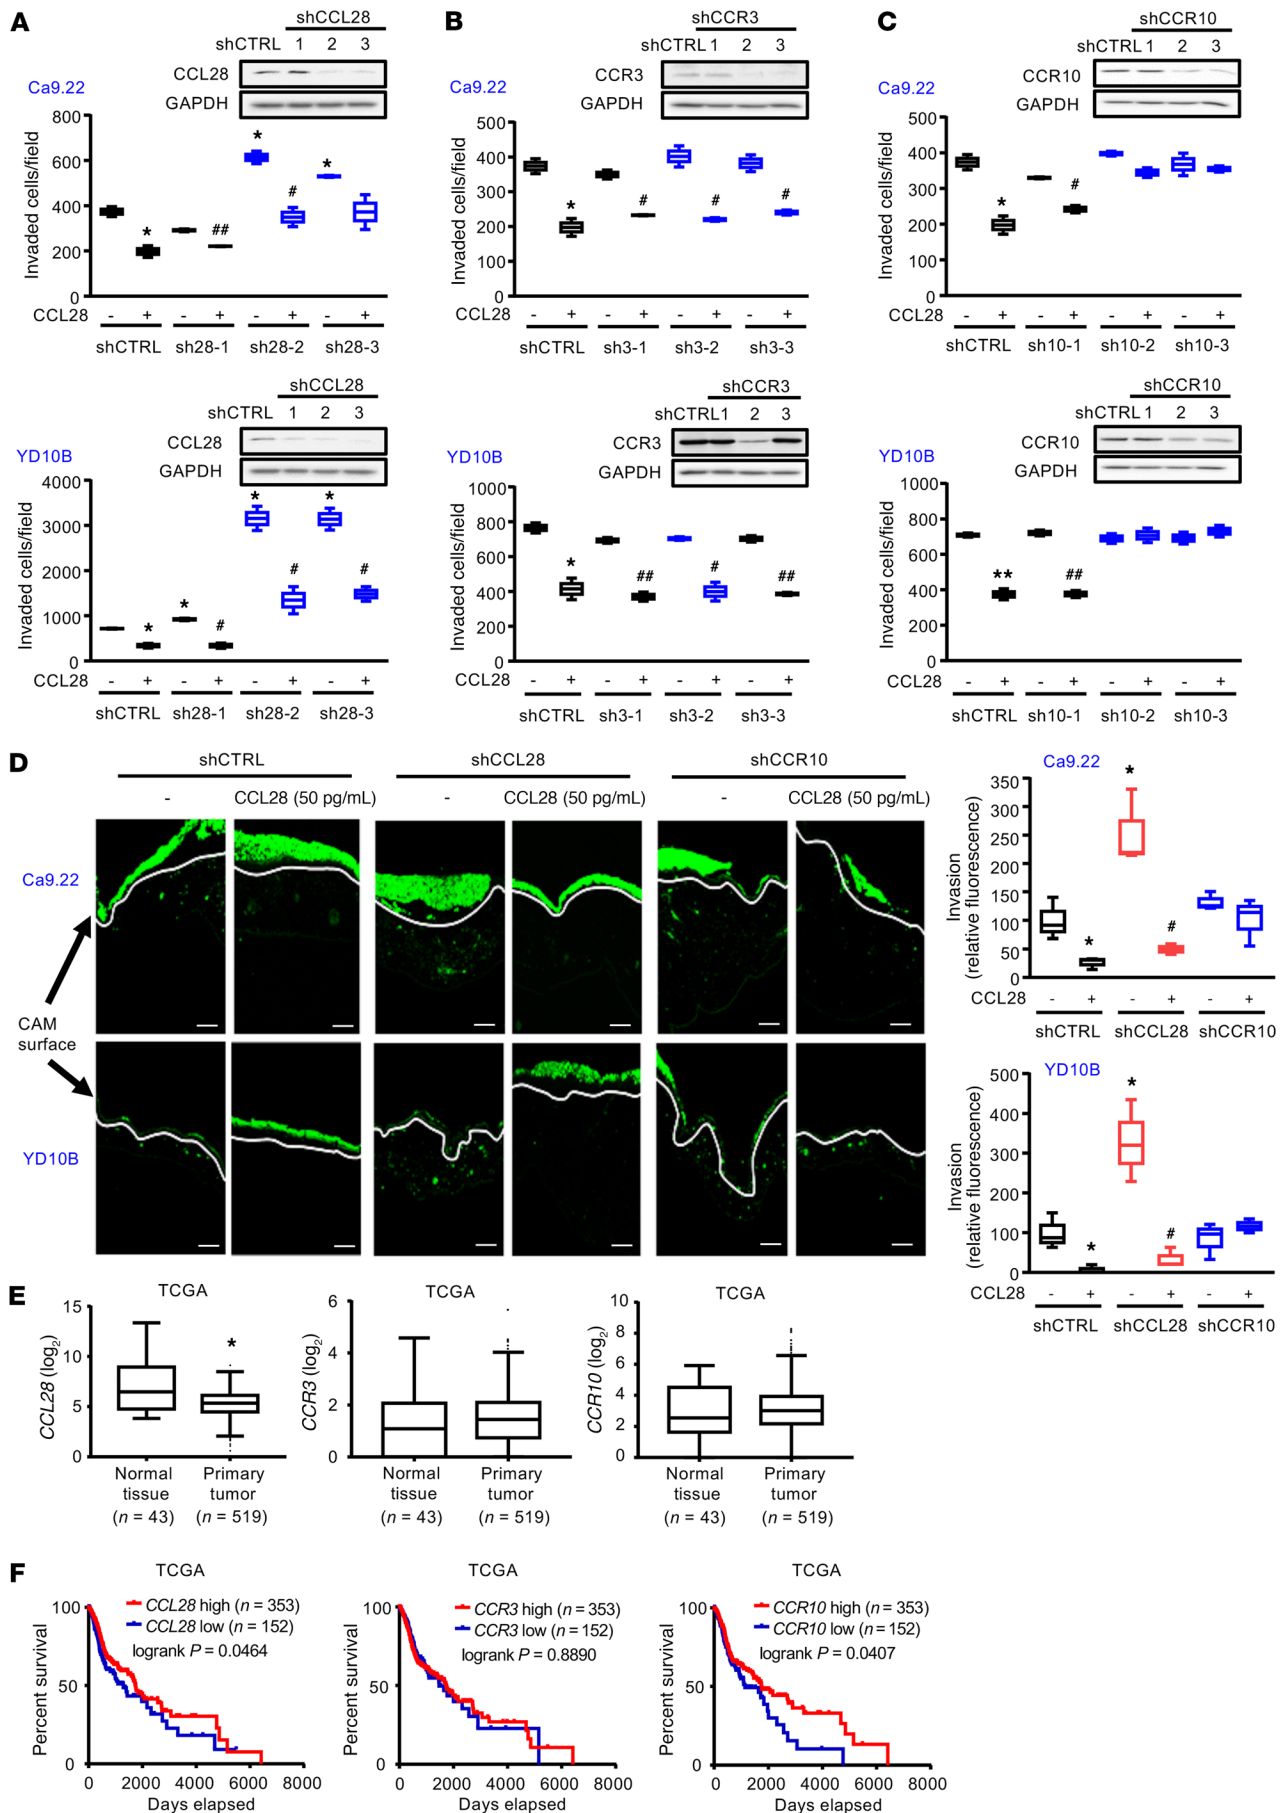 A
shCCL28
shCTRL 1 2 3
CCL28
GAPDH
Ca9.22
Invaded cells/field
800
600
400
200
0
* * ## * # *
CCL28 - + - + - + - +
shCTRL sh28-1 sh28-2 sh28-3
shCCL28
shCTRL 1 2 3
CCL28
GAPDH
YD10B
Invaded cells/field
4000
3000
2000
1000
0
* * # * # * #
CCL28 - + - + - + - +
shCTRL sh28-1 sh28-2 sh28-3
B
shCCR3
shCTRL 1 2 3
CCR3
GAPDH
Ca9.22
Invaded cells/field
500
400
300
200
100
0
* # # #
CCL28 - + - + - + - +
shCTRL sh3-1 sh3-2 sh3-3
shCCR3
shCTRL 1 2 3
CCR3
GAPDH
YD10B
Invaded cells/field
1000
800
600
400
200
0
* ## # ##
CCL28 - + - + - + - +
shCTRL sh3-1 sh3-2 sh3-3
C
shCCR10
shCTRL 1 2 3
CCR10
GAPDH
Ca9.22
Invaded cells/field
500
400
300
200
100
0
* #
CCL28 - + - + - + - +
shCTRL sh10-1 sh10-2 sh10-3
shCCR10
shCTRL 1 2 3
CCR10
GAPDH
YD10B
Invaded cells/field
1000
800
600
400
200
0
** ##
CCL28 - + - + - + - +
shCTRL sh10-1 sh10-2 sh10-3
D
shCTRL shCCL28 shCCR10
- CCL28 (50 pg/mL) - CCL28 (50 pg/mL) - CCL28 (50 pg/mL)
Ca9.22
CAM
surface
YD10B
Ca9.22
Invasion
(relative fluorescence)
350
300
250
200
150
100
50
0
* * #
CCL28 - + - + - +
shCTRL shCCL28 shCCR10
YD10B
Invasion
(relative fluorescence)
500
400
300
200
100
0
* * #
CCL28 - + - + - +
shCTRL shCCL28 shCCR10
E
TCGA
CCL28 (log2)
15
10
5
0
*
Normal
tissue
(n = 43)
Primary
tumor
(n = 519)
TCGA
CCR3 (log2)
6
4
2
0
Normal
tissue
(n = 43)
Primary
tumor
(n = 519)
TCGA
CCR10 (log2)
10
8
6
4
2
0
Normal
tissue
(n = 43)
Primary
tumor
(n = 519)
F
TCGA
CCL28 high (n = 353)
CCL28 low (n = 152)
logrank P = 0.0464
Percent survival
100
50
0
0 2000 4000 6000 8000
Days elapsed
TCGA
CCR3 high (n = 353)
CCR3 low (n = 152)
logrank P = 0.8890
Percent survival
100
50
0
0 2000 4000 6000 8000
Days elapsed
TCGA
CCR10 high (n = 353)
CCR10 low (n = 152)
logrank P = 0.0407
Percent survival
100
50
0
0 2000 4000 6000 8000
Days elapsed